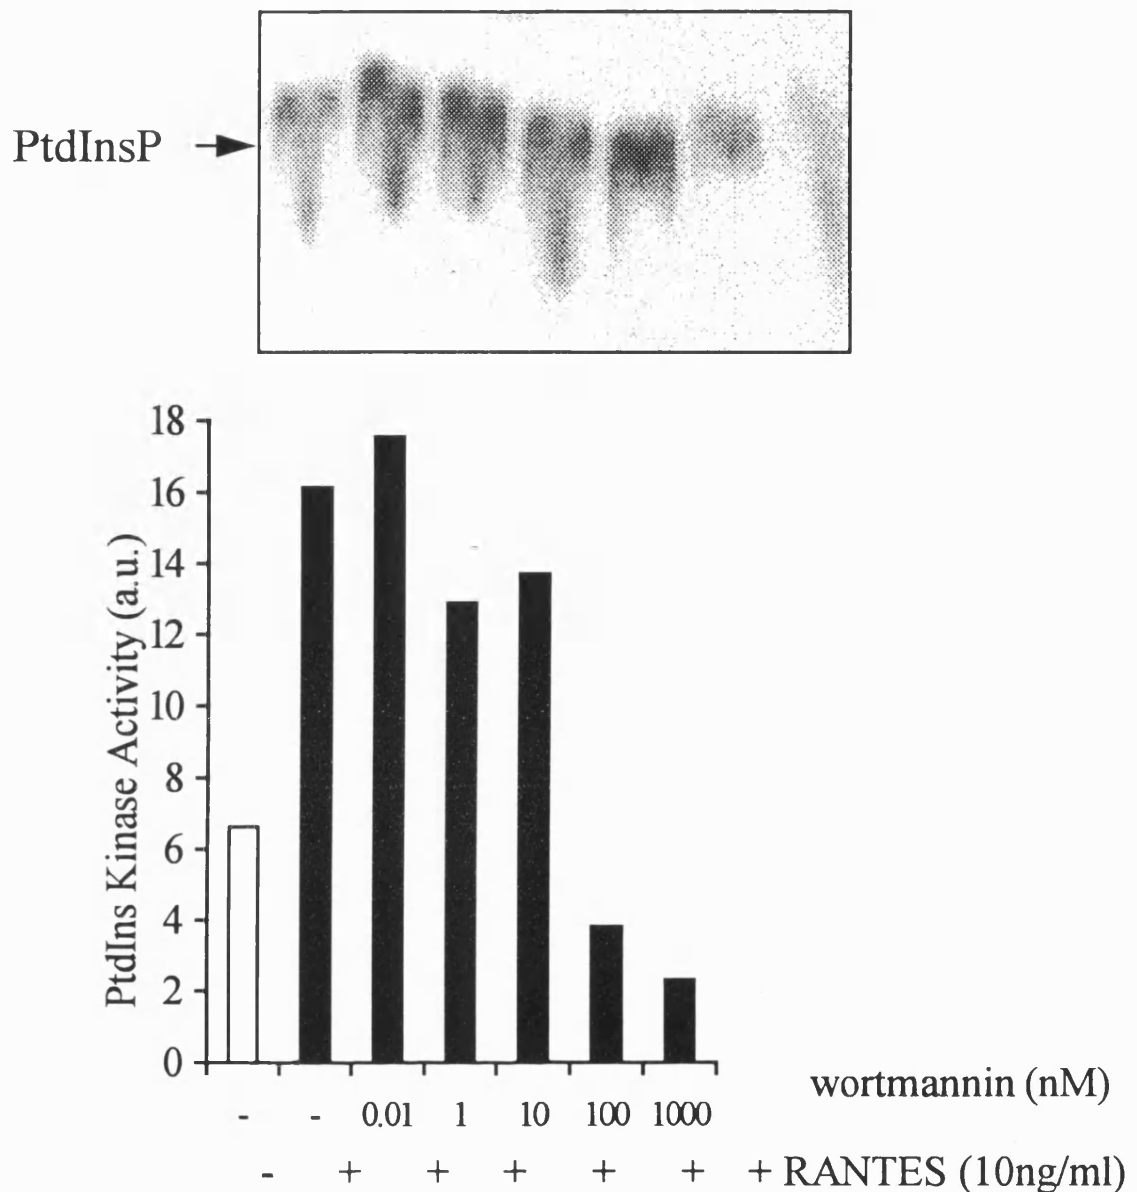 PtdInsP
18
16
14
12
10
8
6
4
2
0
PtdIns Kinase Activity (a.u.)
- - 0.01 1 10 100 1000 wortmannin (nM)
- + + + + + + RANTES (10ng/ml)